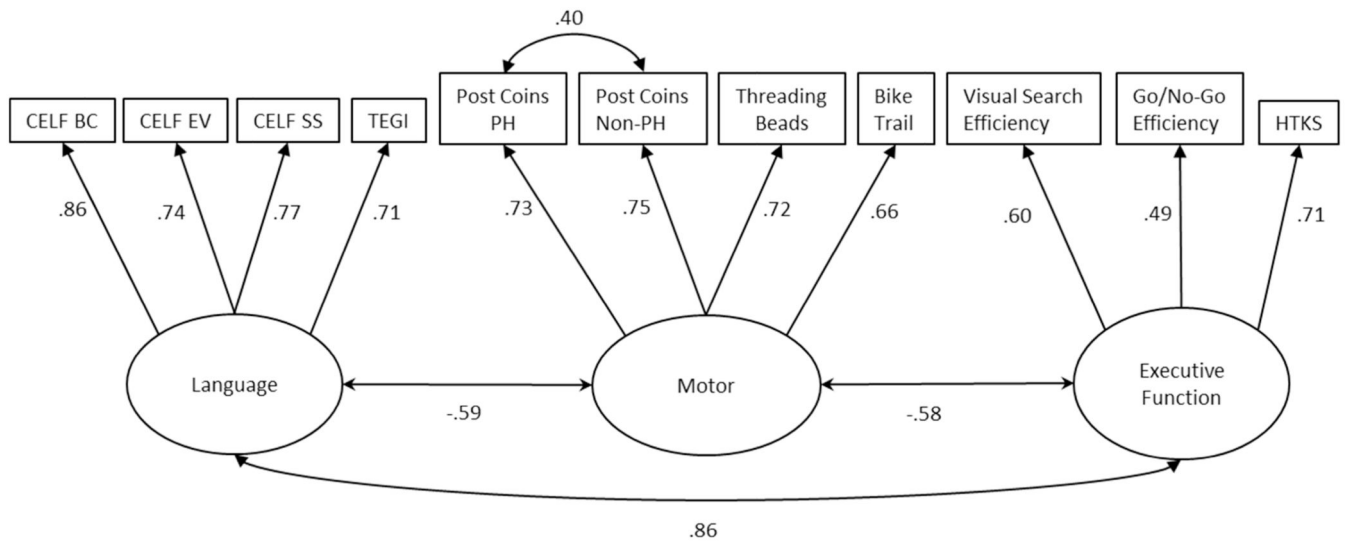 .40
CELF BC
CELF EV
CELF SS
TEGI
Post Coins
PH
Post Coins
Non-PH
Threading
Beads
Bike
Trail
Visual Search
Efficiency
Go/No-Go
Efficiency
HTKS
.86
.74
.77
.71
.73
.75
.72
.66
.60
.49
.71
Language
Motor
Executive
Function
-.59
-.58
.86